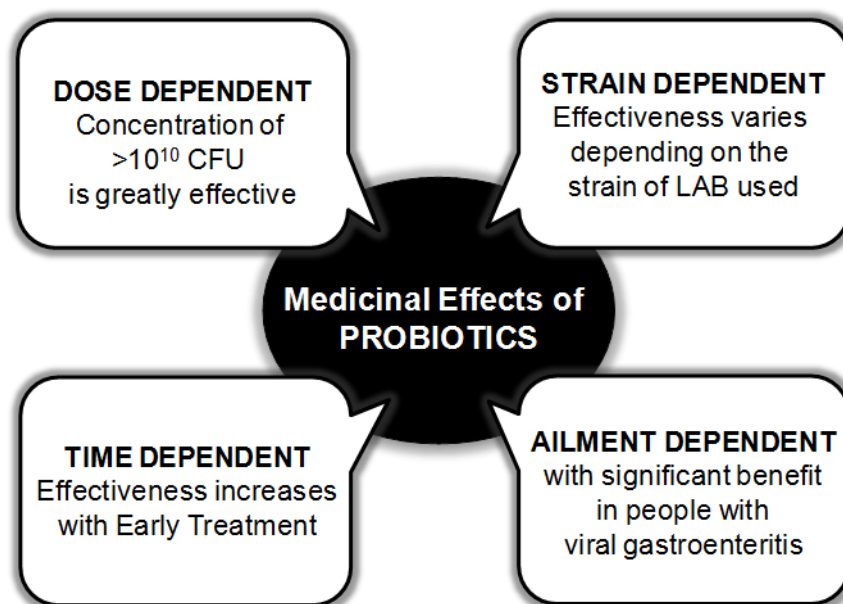 DOSE DEPENDENT
Concentration of
>10¹⁰ CFU
is greatly effective
STRAIN DEPENDENT
Effectiveness varies
depending on the
strain of LAB used
Medicinal Effects of
PROBIOTICS
TIME DEPENDENT
Effectiveness increases
with Early Treatment
AILMENT DEPENDENT
with significant benefit
in people with
viral gastroenteritis